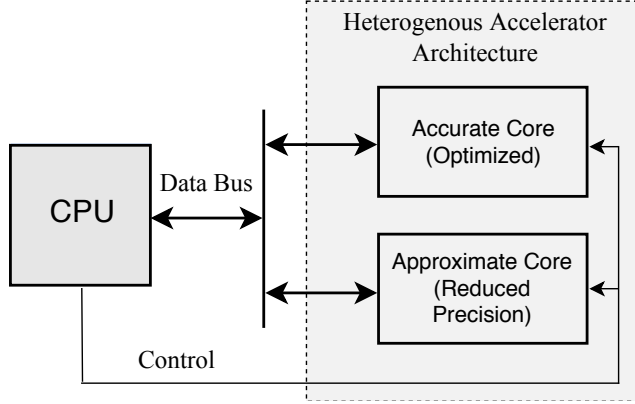 Heterogenous Accelerator
Architecture
Accurate Core
(Optimized)
Data Bus
CPU
Approximate Core
(Reduced
Precision)
Control